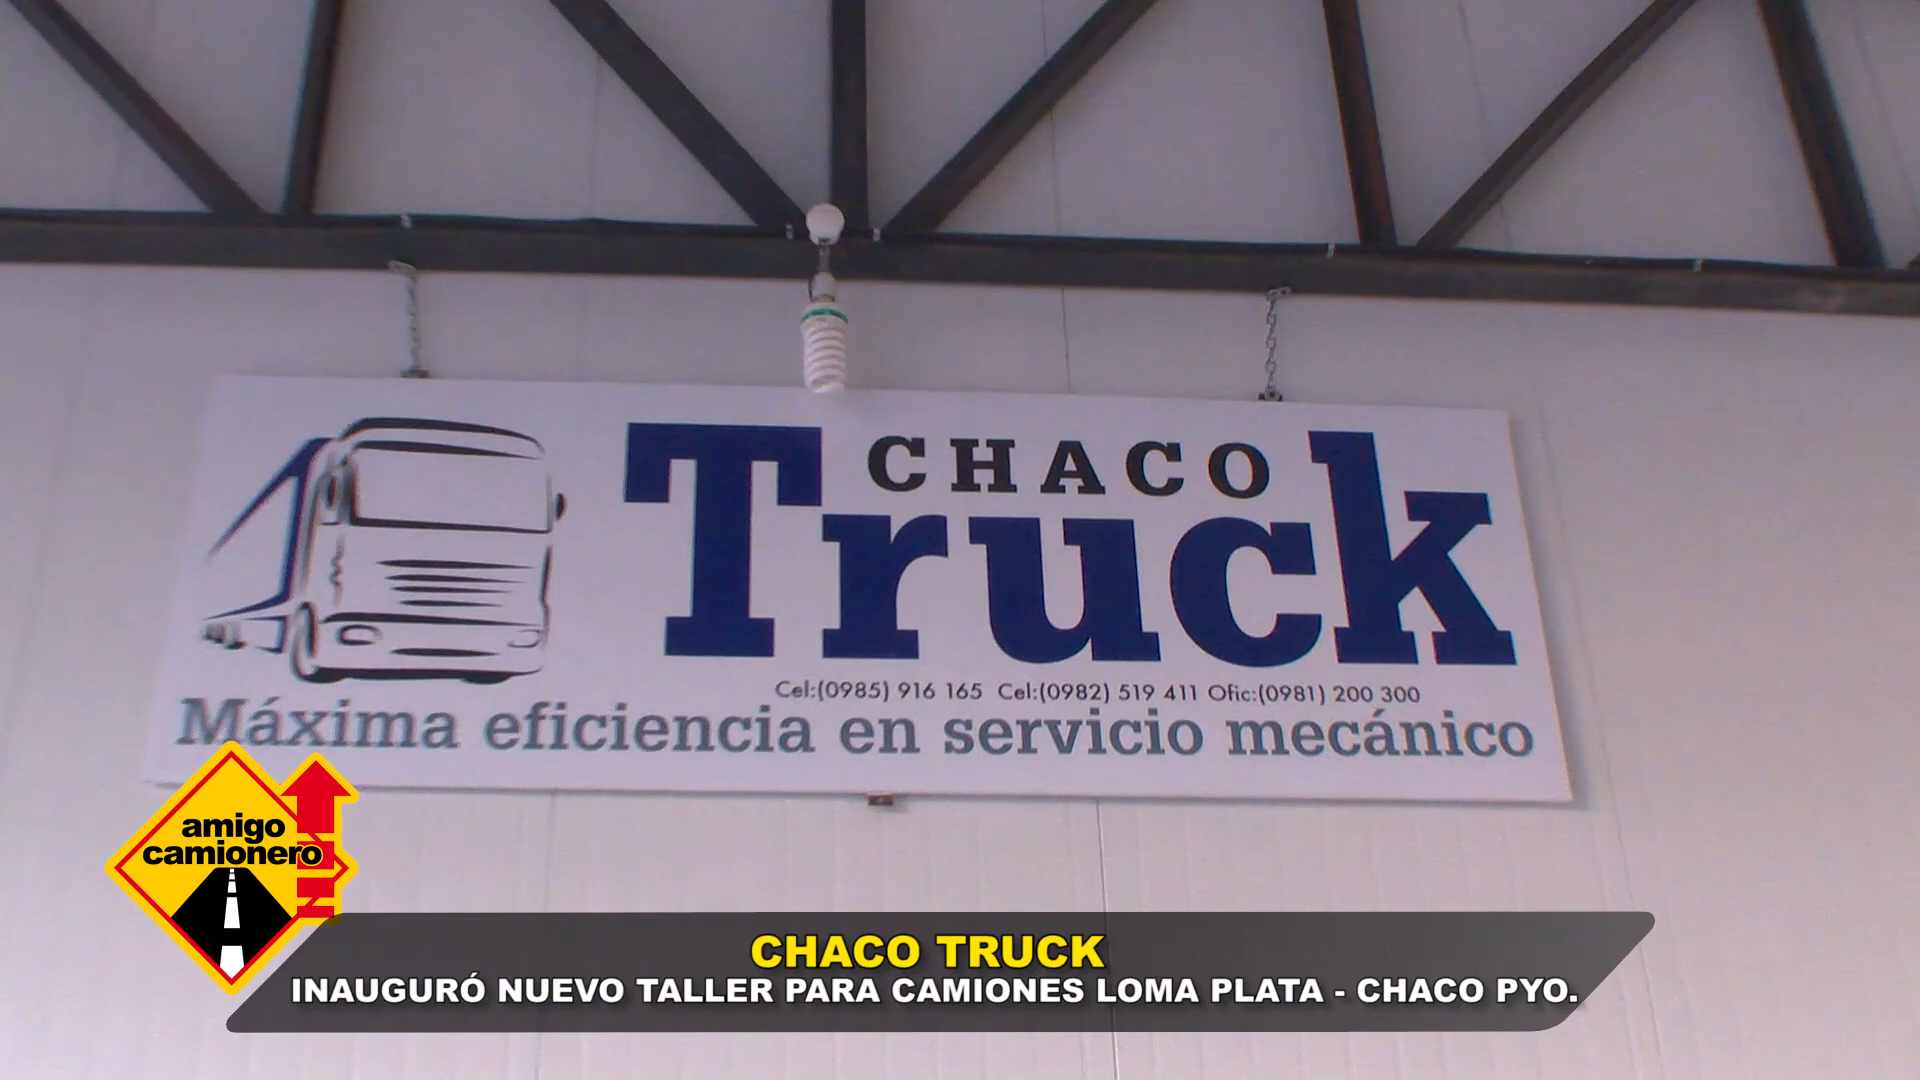 CHACO
Truck
Cel:(0985) 916 165 Cel:(0982) 519 411 Ofic:(0981) 200 300
Máxima eficiencia en servicio mecánico
amigo
camionero
CHACO TRUCK
INAUGURÓ NUEVO TALLER PARA CAMIONES LOMA PLATA - CHACO PYO.